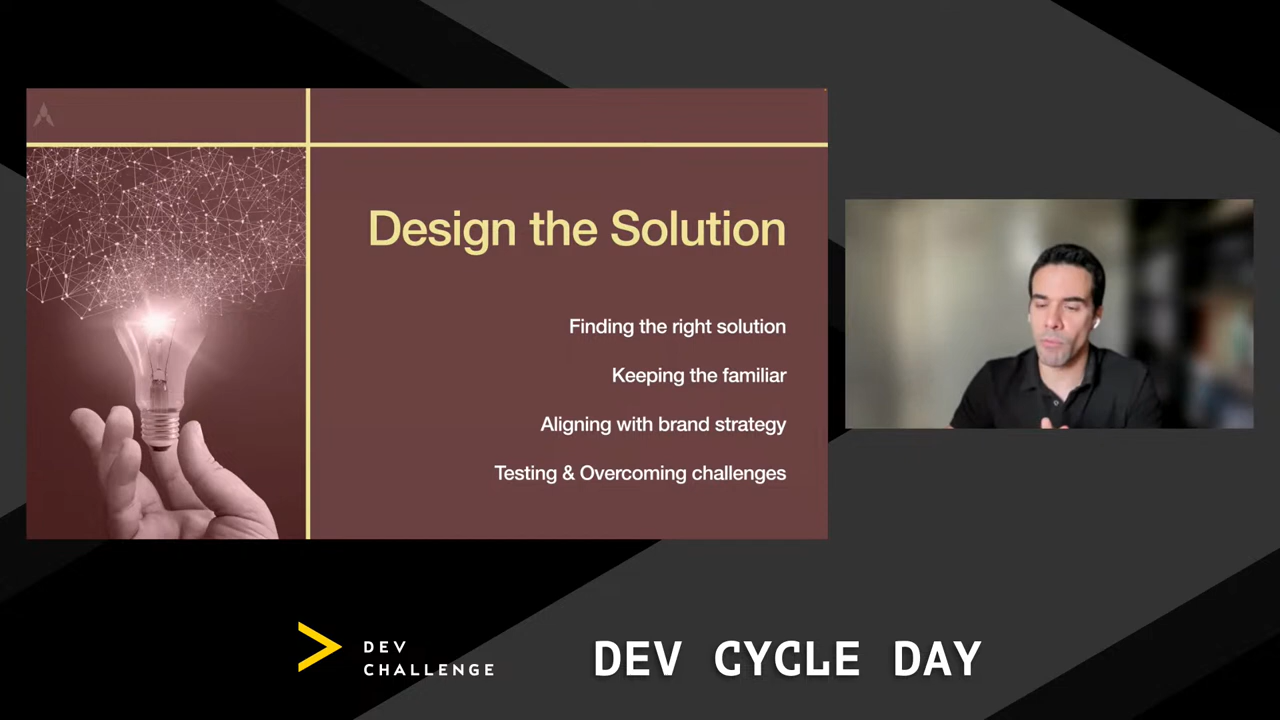 Design the Solution
Finding the right solution
Keeping the familiar
Aligning with brand strategy
Testing & Overcoming challenges
DEV
CHALLENGE
DEV CYCLE DAY